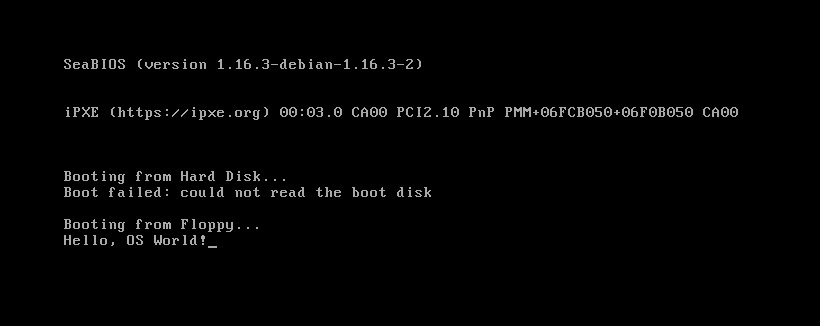 SeaBIOS (version 1.16.3-debian-1.16.3-2)
iPXE (https://ipxe.org) 00:03.0 CA00 PCI2.10 PnP PMM+06FCB050+06F0B050 CA00
Booting from Hard Disk...
Boot failed: could not read the boot disk
Booting from Floppy...
Hello, OS World!_